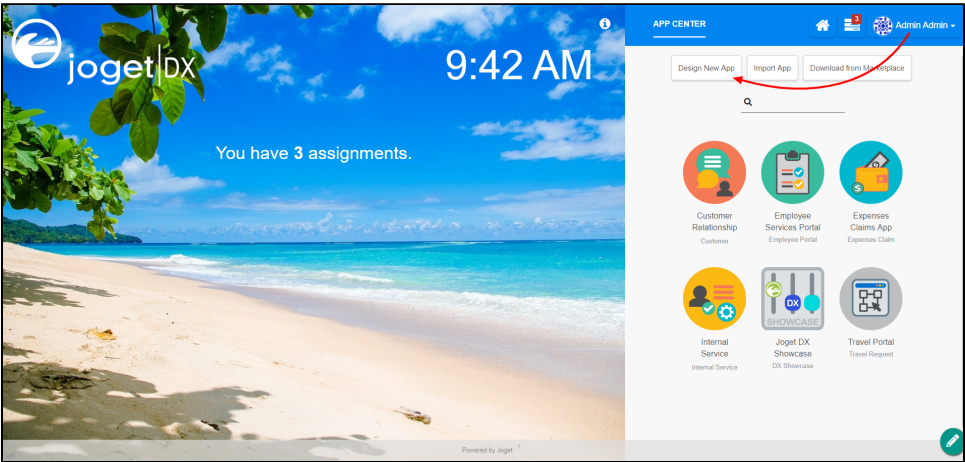 joget DX
9:42 AM
You have 3 assignments.
APP CENTER
3
Admin Admin
Design New App
Import App
Download from Marketplace
Customer
Relationship
Customer
Employee
Services Portal
Employee Portal
Expenses
Claims App
Expenses Claim
Internal
Service
Internal Service
DX
SHOWCASE
Joget DX
Showcase
DX Showcase
Travel Portal
Travel Request
Powered by Joget